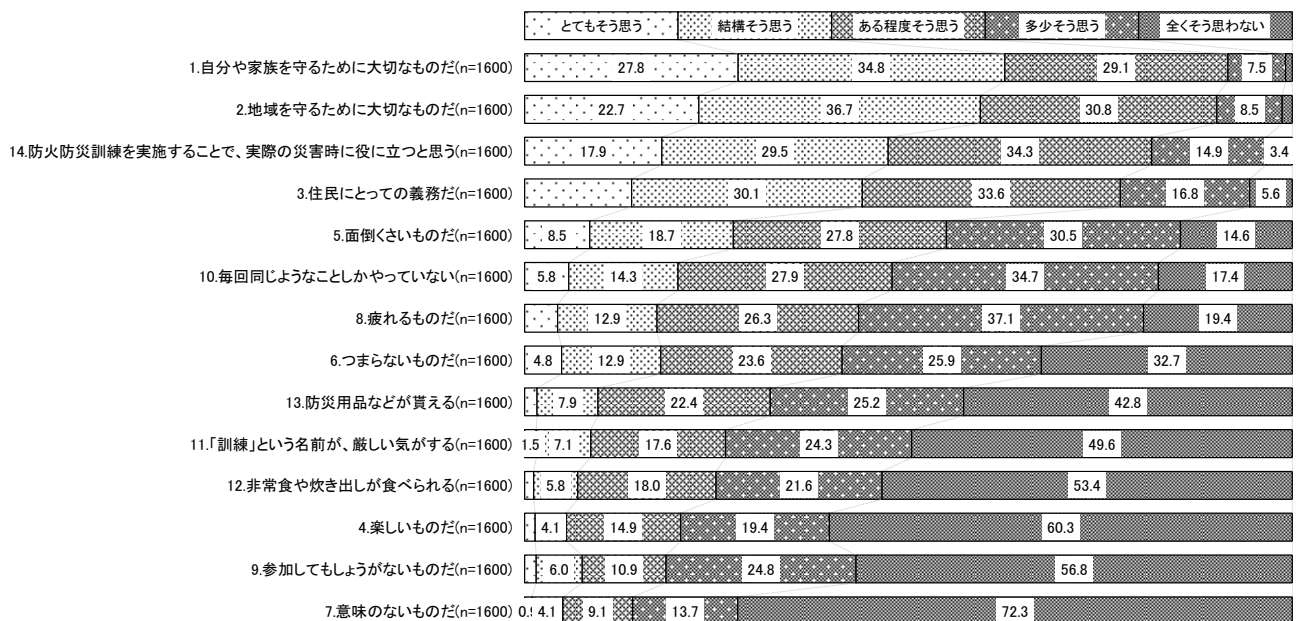 とてもそう思う 結構そう思う ある程度そう思う 多少そう思う 全くそう思わない
1.自分や家族を守るために大切なものだ(n=1600) 27.8 34.8 29.1 7.5
2.地域を守るために大切なものだ(n=1600) 22.7 36.7 30.8 8.5
14.防火防災訓練を実施することで、実際の災害時に役に立つと思う(n=1600) 17.9 29.5 34.3 14.9 3.4
3.住民にとっての義務だ(n=1600) 30.1 33.6 16.8 5.6
5.面倒くさいものだ(n=1600) 8.5 18.7 27.8 30.5 14.6
10.毎回同じようなことしかやっていない(n=1600) 5.8 14.3 27.9 34.7 17.4
8.疲れるものだ(n=1600) 12.9 26.3 37.1 19.4
6.つまらないものだ(n=1600) 4.8 12.9 23.6 25.9 32.7
13.防災用品などが貰える(n=1600) 7.9 22.4 25.2 42.8
11.「訓練」という名前が、厳しい気がする(n=1600) 1.5 7.1 17.6 24.3 49.6
12.非常食や炊き出しが食べられる(n=1600) 5.8 18.0 21.6 53.4
4.楽しいものだ(n=1600) 4.1 14.9 19.4 60.3
9.参加してもしょうがないものだ(n=1600) 6.0 10.9 24.8 56.8
7.意味のないものだ(n=1600) 4.1 9.1 13.7 72.3